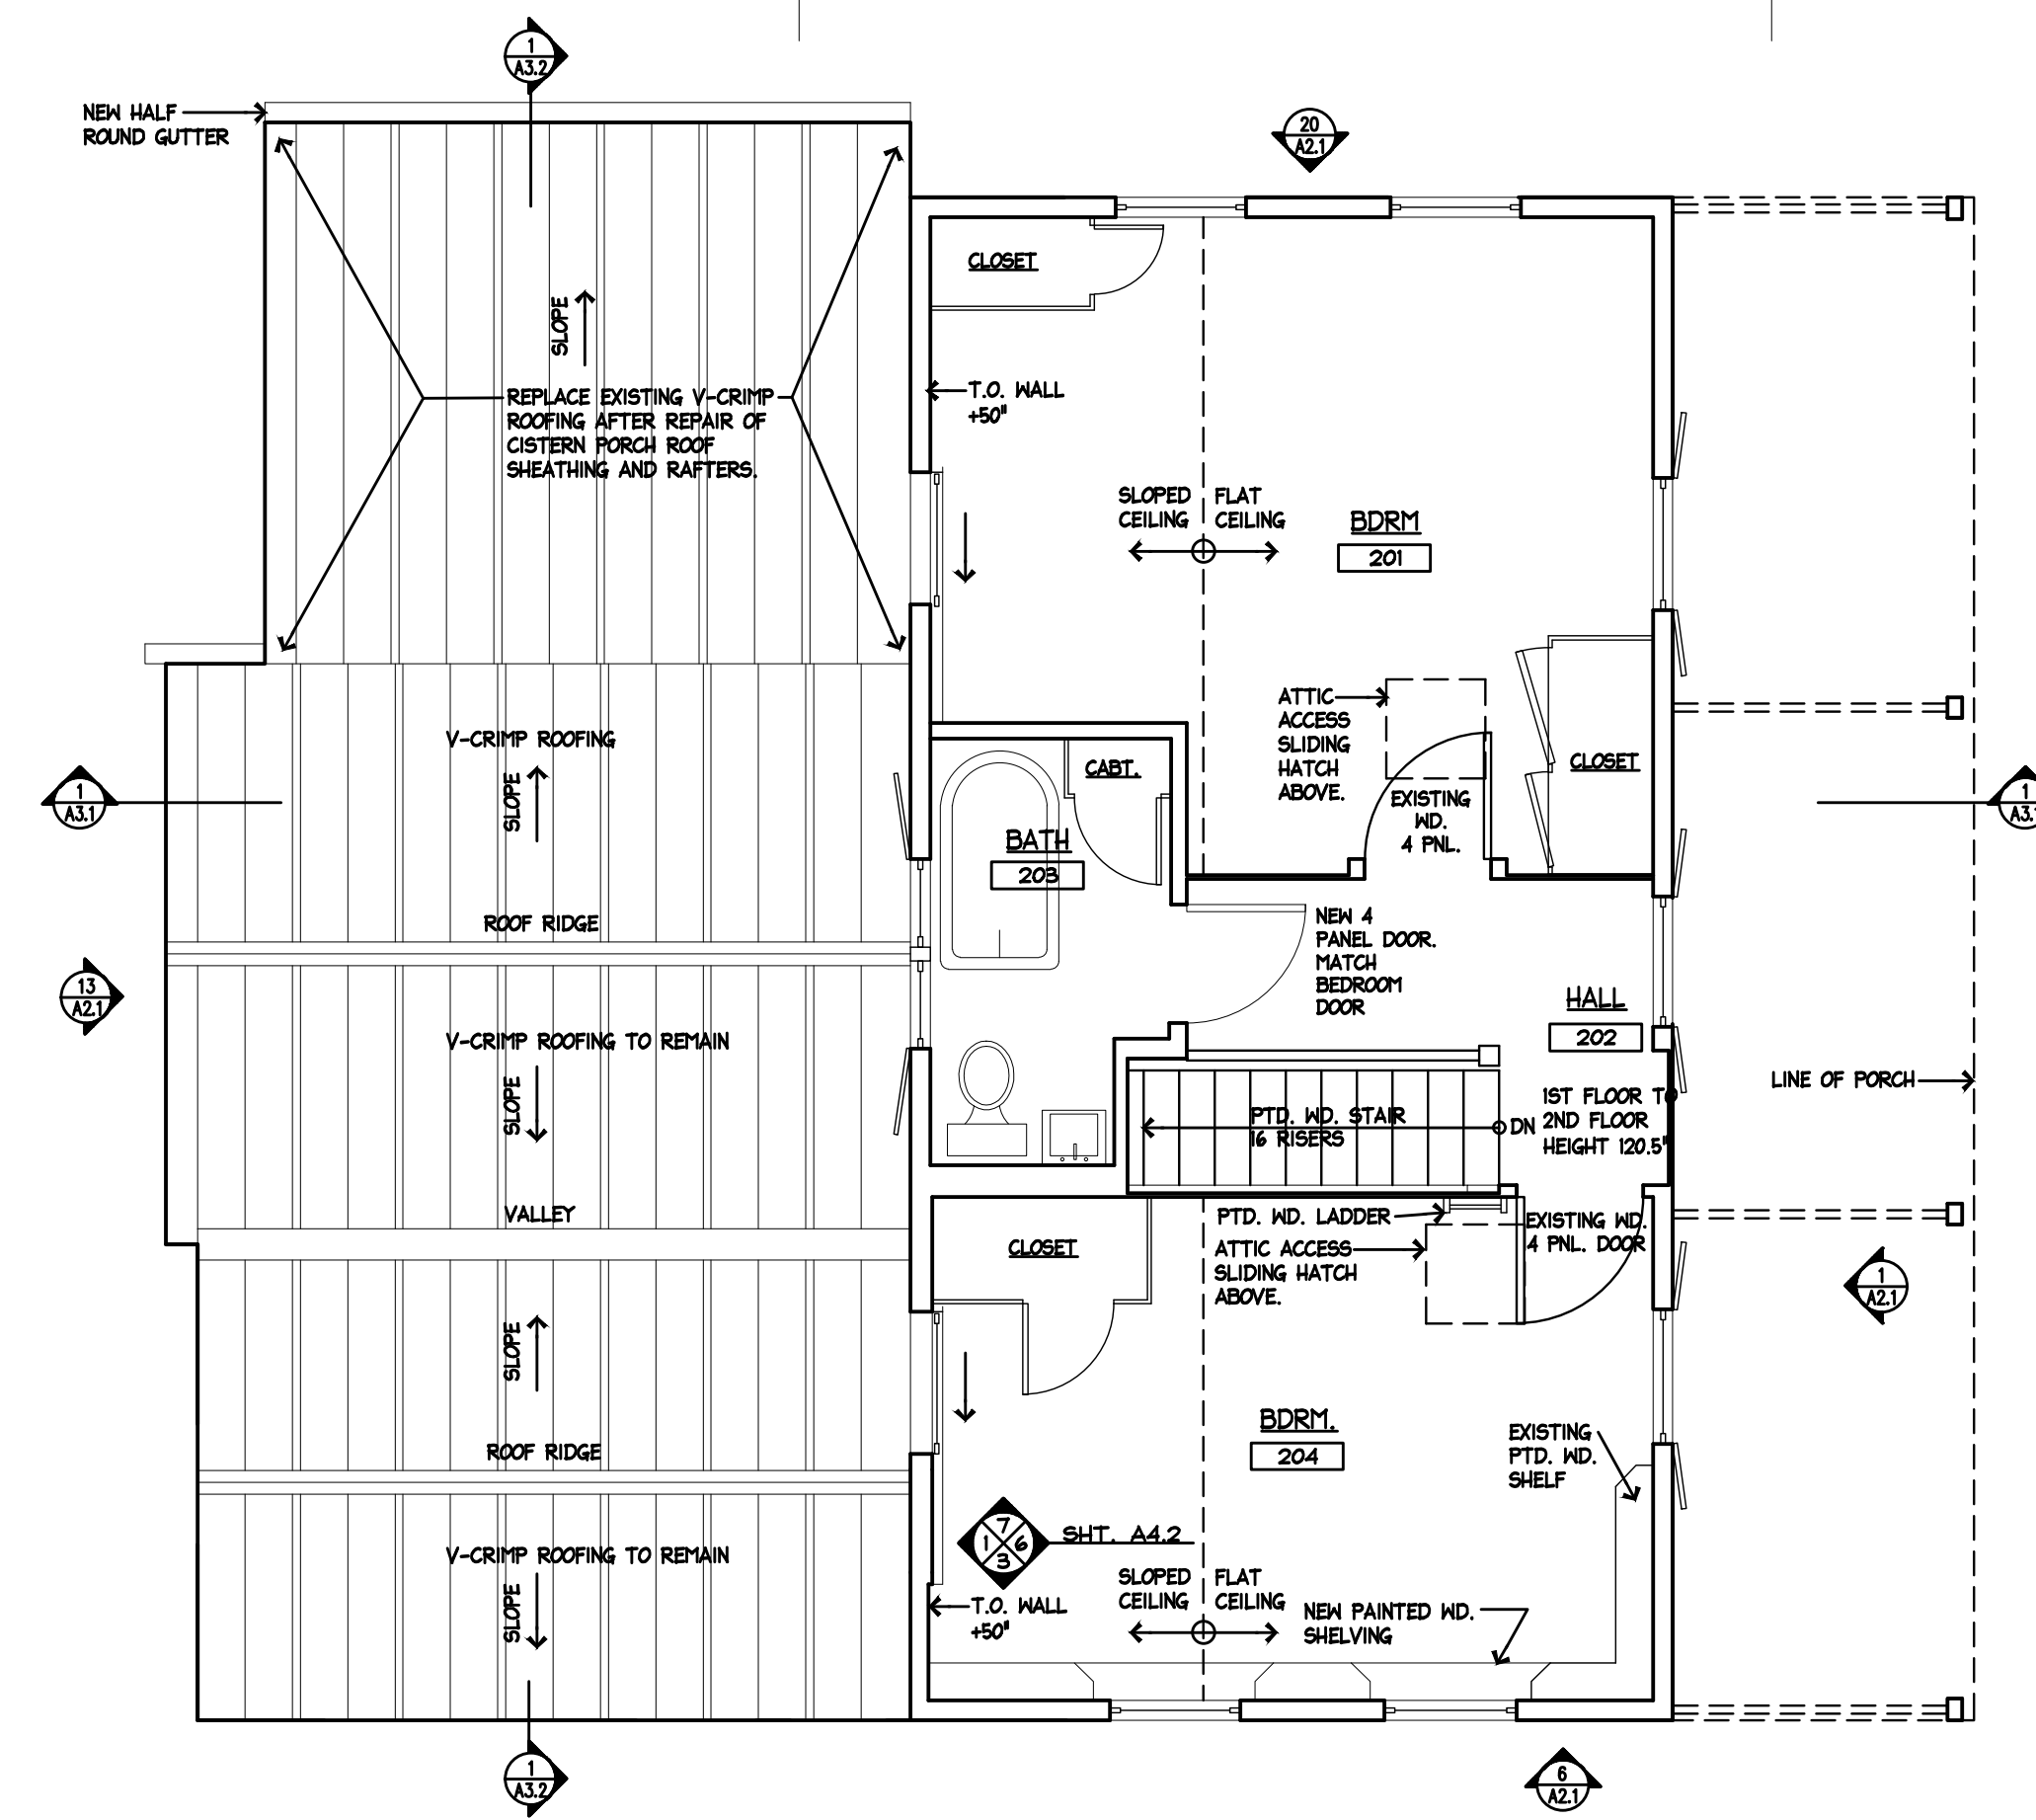 1
A3.2
NEW HALF
ROUND GUTTER
20
A2.1
CLOSET
SLOPE
REPLACE EXISTING V-CRIMP
ROOFING AFTER REPAIR OF
CISTERN PORCH ROOF
SHEATHING AND RAFTERS.
T.O. WALL
+50"
SLOPED
CEILING
FLAT
CEILING
BDRM
201
ATTIC
ACCESS
SLIDING
HATCH
ABOVE.
EXISTING
WD.
4 PNL.
CLOSET
V-CRIMP ROOFING
SLOPE
CABT.
BATH
203
1
A3.1
1
A3.
ROOF RIDGE
NEW 4
PANEL DOOR.
MATCH
BEDROOM
DOOR
13
A2.1
HALL
202
V-CRIMP ROOFING TO REMAIN
SLOPE
PTD. WD. STAIR
16 RISERS
DN
1ST FLOOR TO
2ND FLOOR
HEIGHT 120.5"
LINE OF PORCH
VALLEY
PTD. WD. LADDER
ATTIC ACCESS
SLIDING HATCH
ABOVE.
EXISTING WD.
4 PNL. DOOR
CLOSET
1
A2.1
SLOPE
BDRM.
204
EXISTING
PTD. WD.
SHELF
ROOF RIDGE
7
1 6
3
SHT. A4.2
V-CRIMP ROOFING TO REMAIN
SLOPE
T.O. WALL
+50"
SLOPED
CEILING
FLAT
CEILING
NEW PAINTED WD.
SHELVING
1
A3.2
6
A2.1